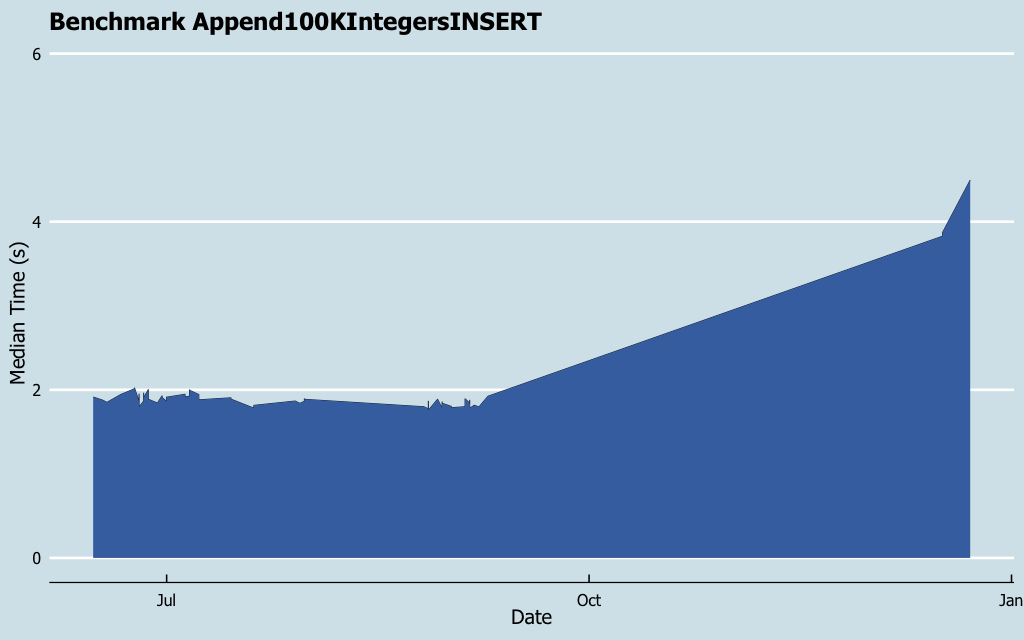 Benchmark Append100KIntegersINSERT
6
4
2
0
Median Time (s)
Jul
Oct
Jan
Date